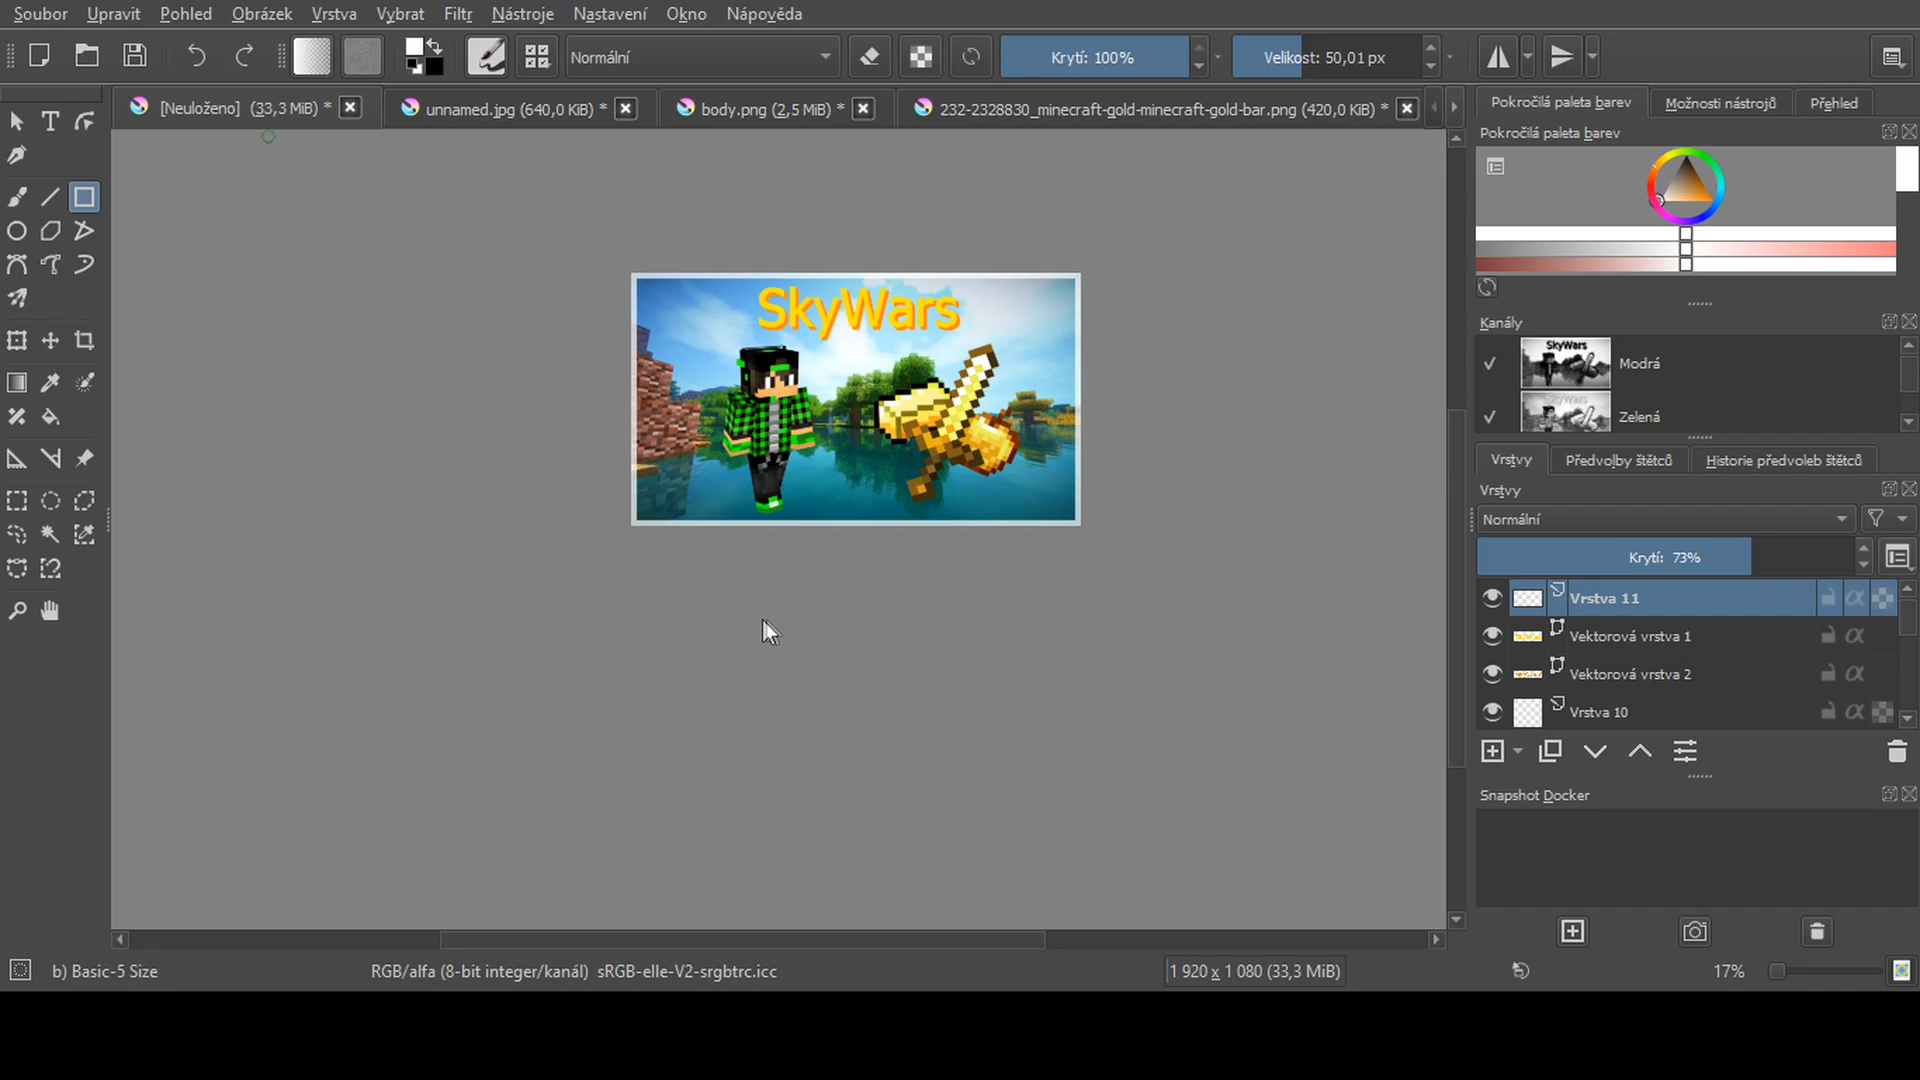 Soubor Upravit Pohled Obrázek Vrstva Vybrat Filtr Nástroje Nastavení Okno Nápověda
Normální Krytí: 100% Velikost: 50,01 px
[Neuloženo] (33,3 MiB) * unnamed.jpg (640,0 KiB) * body.png (2,5 MiB) * 232-2328830_minecraft-gold-minecraft-gold-bar.png (420,0 KiB) *
Pokročilá paleta barev Možnosti nástrojů Přehled
Pokročilá paleta barev
SkyWars
Kanály
SkyWars
Modrá
SkyWars
Zelená
Vrstvy Předvolby štětců Historie předvoleb štětců
Vrstvy
Normální
Krytí: 73%
Vrstva 11
Vektorová vrstva 1
Vektorová vrstva 2
Vrstva 10
Snapshot Docker
b) Basic-5 Size RGB/alfa (8-bit integer/kanál) sRGB-elle-V2-srgbtrc.icc 1 920 x 1 080 (33,3 MiB) 17%